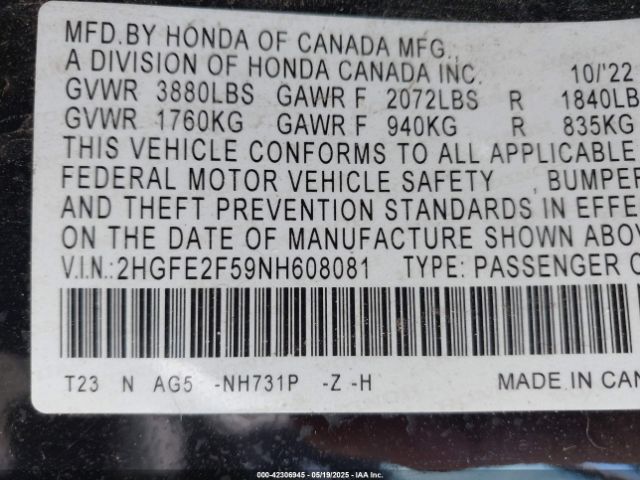 MFD.BY HONDA OF CANADA MFG.,
A DIVISION OF HONDA CANADA INC. 10/'22
GVWR 3880LBS GAWR F 2072LBS R 1840LB
GVWR 1760KG GAWR F 940KG R 835KG
THIS VEHICLE CONFORMS TO ALL APPLICABLE
FEDERAL MOTOR VEHICLE SAFETY , BUMPER
AND THEFT PREVENTION STANDARDS IN EFFE
ON THE DATE OF MANUFACTURE SHOWN ABOV
V.I.N.:2HGFE2F59NH608081 TYPE: PASSENGER C
T23 N AG5 -NH731P -Z -H MADE IN CAN
000-42306945 - 05/19/2025 - IAA Inc.